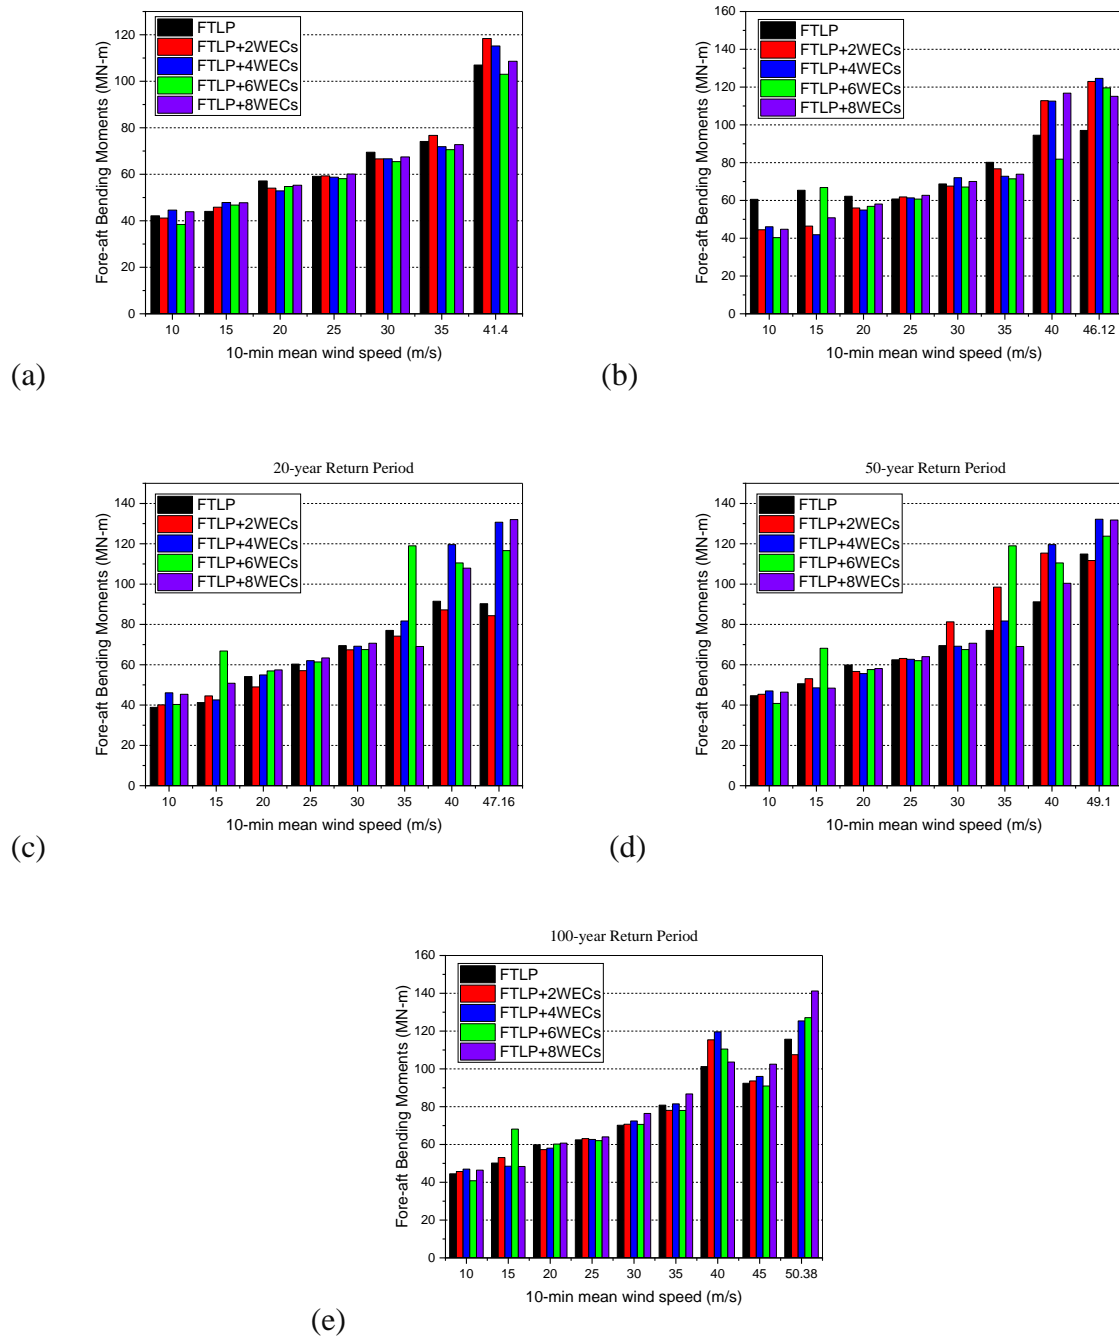 Fore-aft Bending Moments (MN-m)
120
100
80
60
40
20
0
FTLP
FTLP+2WECs
FTLP+4WECs
FTLP+6WECs
FTLP+8WECs
10 15 20 25 30 35 41.4
10-min mean wind speed (m/s)
(a)
Fore-aft Bending Moments (MN-m)
160
140
120
100
80
60
40
20
0
FTLP
FTLP+2WECs
FTLP+4WECs
FTLP+6WECs
FTLP+8WECs
10 15 20 25 30 35 40 46.12
10-min mean wind speed (m/s)
(b)
20-year Return Period
Fore-aft Bending Moments (MN-m)
140
120
100
80
60
40
20
0
FTLP
FTLP+2WECs
FTLP+4WECs
FTLP+6WECs
FTLP+8WECs
10 15 20 25 30 35 40 47.16
10-min mean wind speed (m/s)
(c)
50-year Return Period
Fore-aft Bending Moments (MN-m)
140
120
100
80
60
40
20
0
FTLP
FTLP+2WECs
FTLP+4WECs
FTLP+6WECs
FTLP+8WECs
10 15 20 25 30 35 40 49.1
10-min mean wind speed (m/s)
(d)
100-year Return Period
Fore-aft Bending Moments (MN-m)
160
140
120
100
80
60
40
20
0
FTLP
FTLP+2WECs
FTLP+4WECs
FTLP+6WECs
FTLP+8WECs
10 15 20 25 30 35 40 45 50.38
10-min mean wind speed (m/s)
(e)